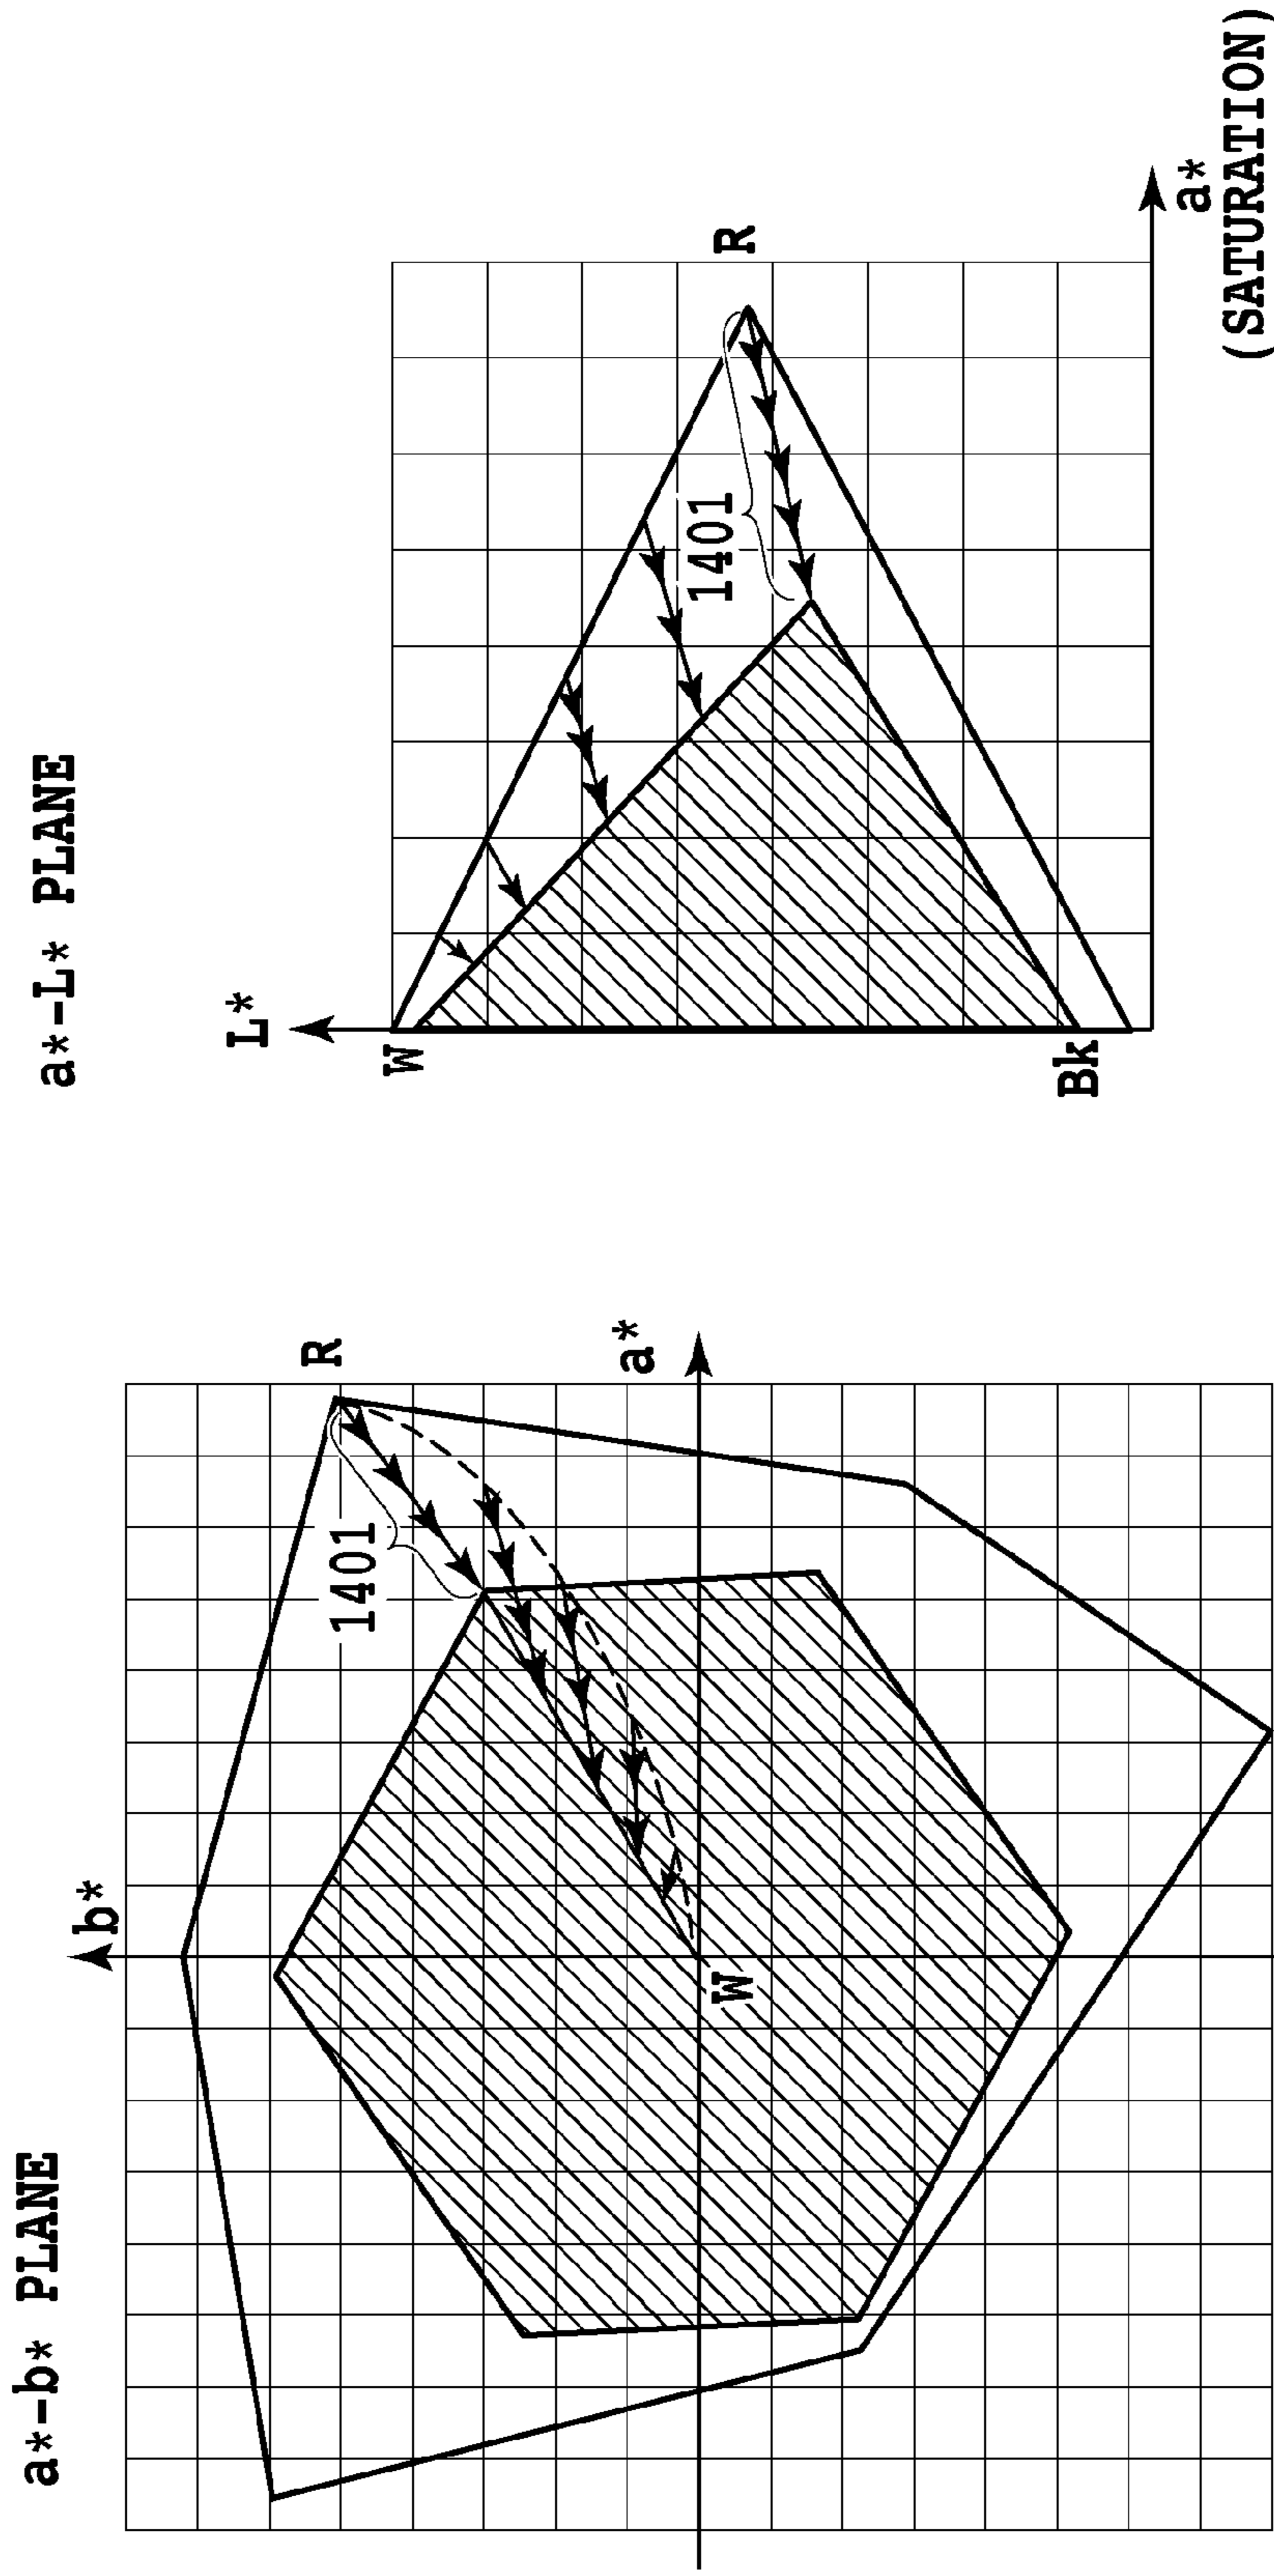 a*-b* PLANE
b*
R
1401
a*
W
a*-L* PLANE
L*
W
R
1401
Bk
a*
(SATURATION)